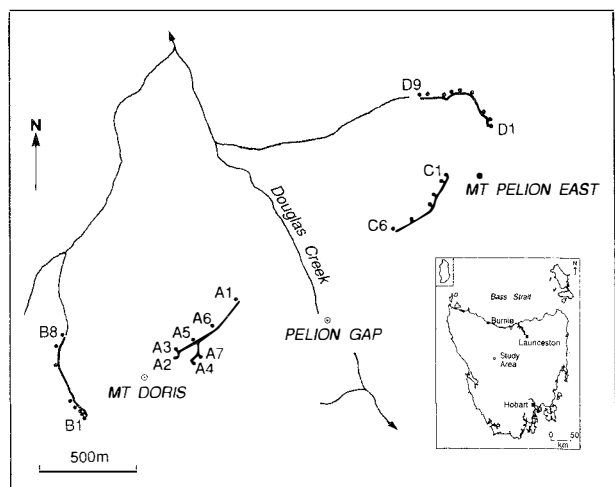 D9
N
D1
C1
MT PELION EAST
C6
Douglas Creek
A1
B8
A6
A5
PELION GAP
A3
A7
A2
A4
MT DORIS
B1
500m
N
Bass Strait
Burnie
Launceston
Study
Area
Hobart
0 50
km